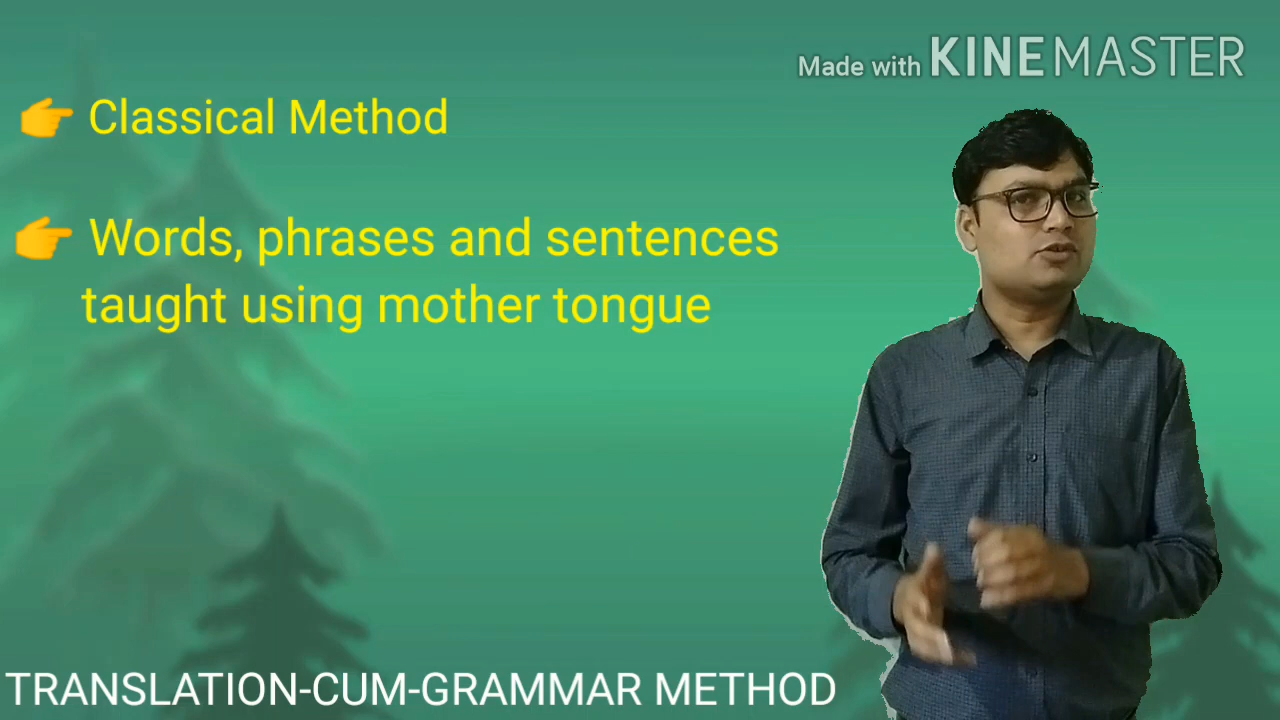 Made with KINEMASTER
👉 Classical Method
👉 Words, phrases and sentences
taught using mother tongue
TRANSLATION-CUM-GRAMMAR METHOD